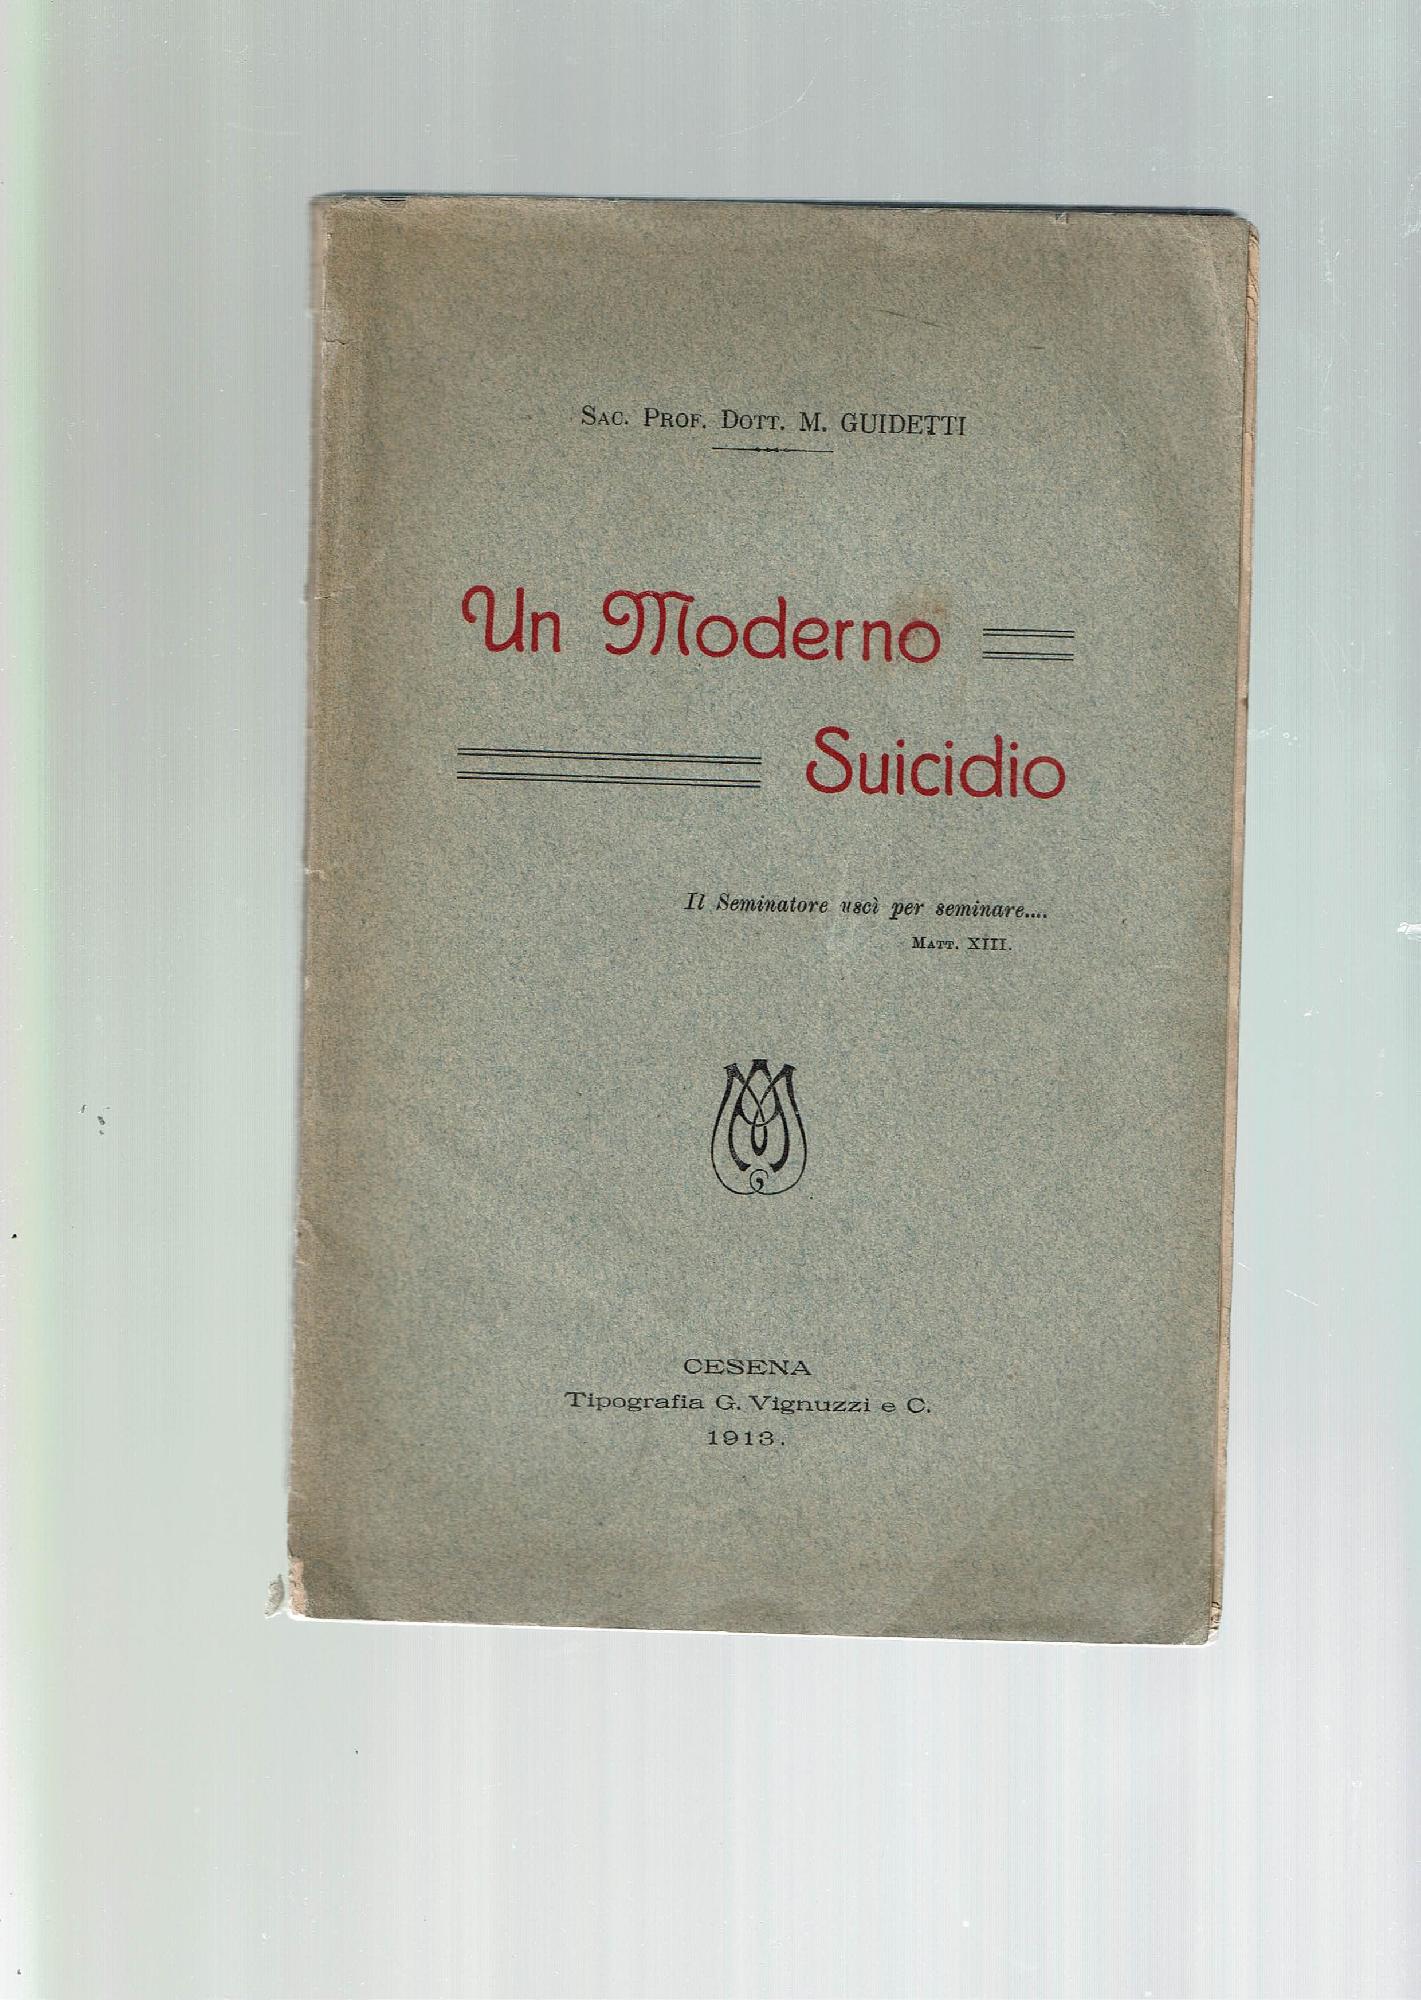 Sac. Prof. Dott. M. GUIDETTI
Un Moderno
Suicidio
Il Seminatore uscì per seminare....
Matt. XIII.
CESENA
Tipografia G. Vignuzzi e C.
1913.